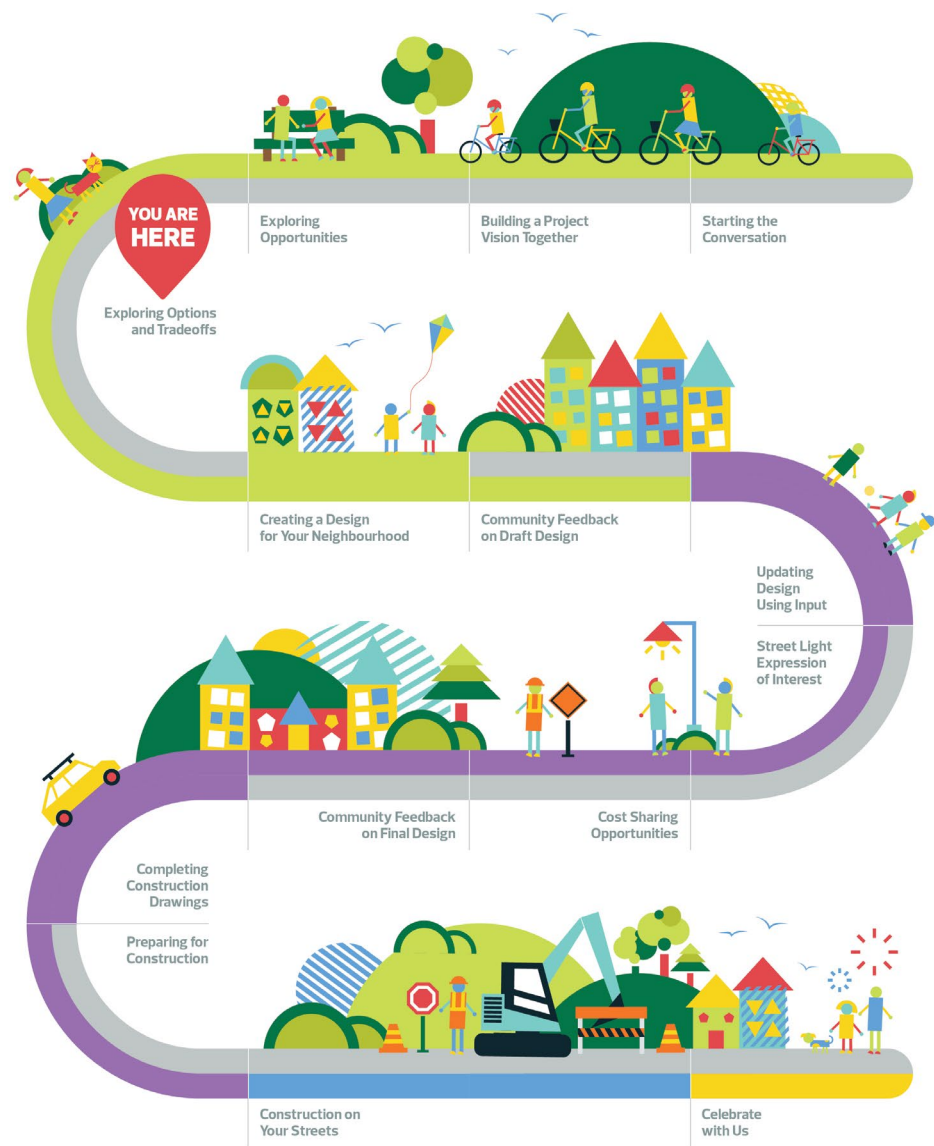 YOU ARE
HERE
Exploring
Opportunities
Building a Project
Vision Together
Starting the
Conversation
Exploring Options
and Tradeoffs
Creating a Design
for Your Neighbourhood
Community Feedback
on Draft Design
Updating
Design
Using Input
Street Light
Expression
of Interest
Community Feedback
on Final Design
Cost Sharing
Opportunities
Completing
Construction
Drawings
Preparing for
Construction
Construction on
Your Streets
Celebrate
with Us